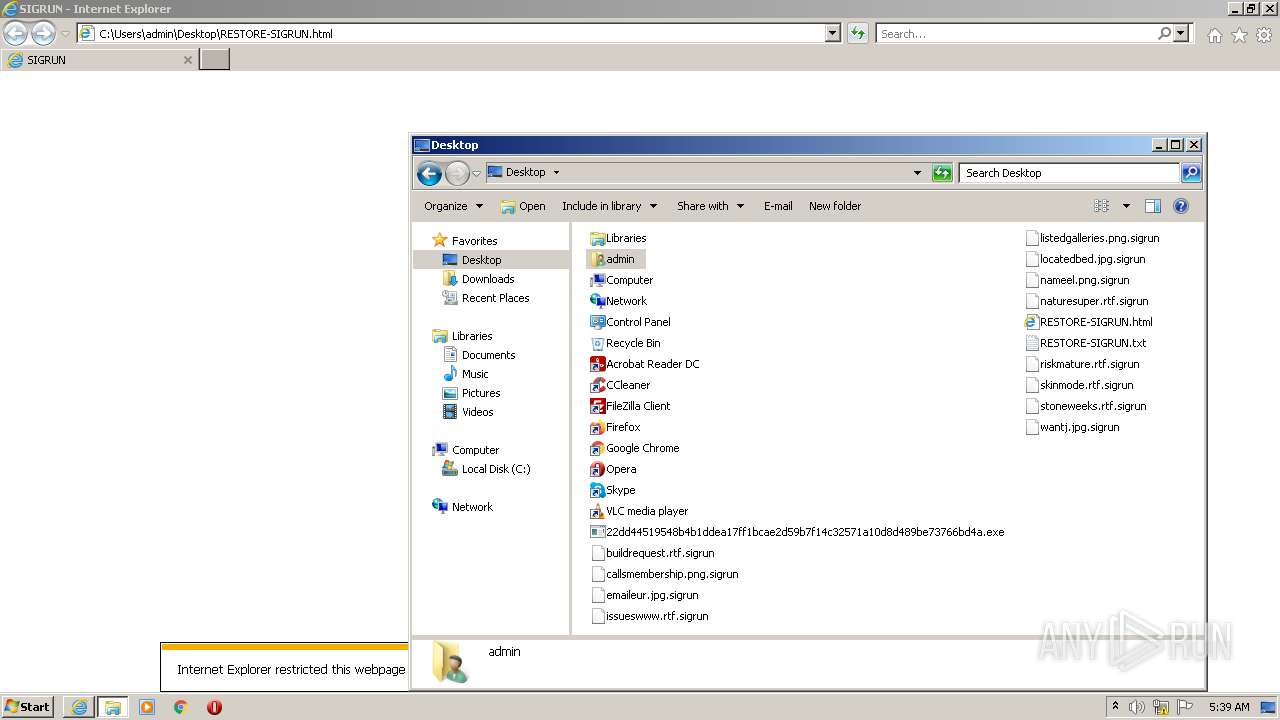 SIGRUN - Internet Explorer
C:\Users\admin\Desktop\RESTORE-SIGRUN.html
Search...
SIGRUN
Desktop
Desktop
Search Desktop
Organize
Open
Include in library
Share with
E-mail
New folder
Favorites
Desktop
Downloads
Recent Places
Libraries
Documents
Music
Pictures
Videos
Computer
Local Disk (C:)
Network
Libraries
admin
Computer
Network
Control Panel
Recycle Bin
Acrobat Reader DC
CCleaner
FileZilla Client
Firefox
Google Chrome
Opera
Skype
VLC media player
22dd44519548b4b1ddea17ff1bcae2d59b7f14c32571a10d8d489be73766bd4a.exe
buildrequest.rtf.sigrun
callsmembership.png.sigrun
emaileur.jpg.sigrun
issueswww.rtf.sigrun
listedgalleries.png.sigrun
locatedbed.jpg.sigrun
nameel.png.sigrun
naturesuper.rtf.sigrun
RESTORE-SIGRUN.html
RESTORE-SIGRUN.txt
riskmature.rtf.sigrun
skinmode.rtf.sigrun
stoneweeks.rtf.sigrun
wantj.jpg.sigrun
admin
ANY RUN
Internet Explorer restricted this webpage
Start
5:39 AM